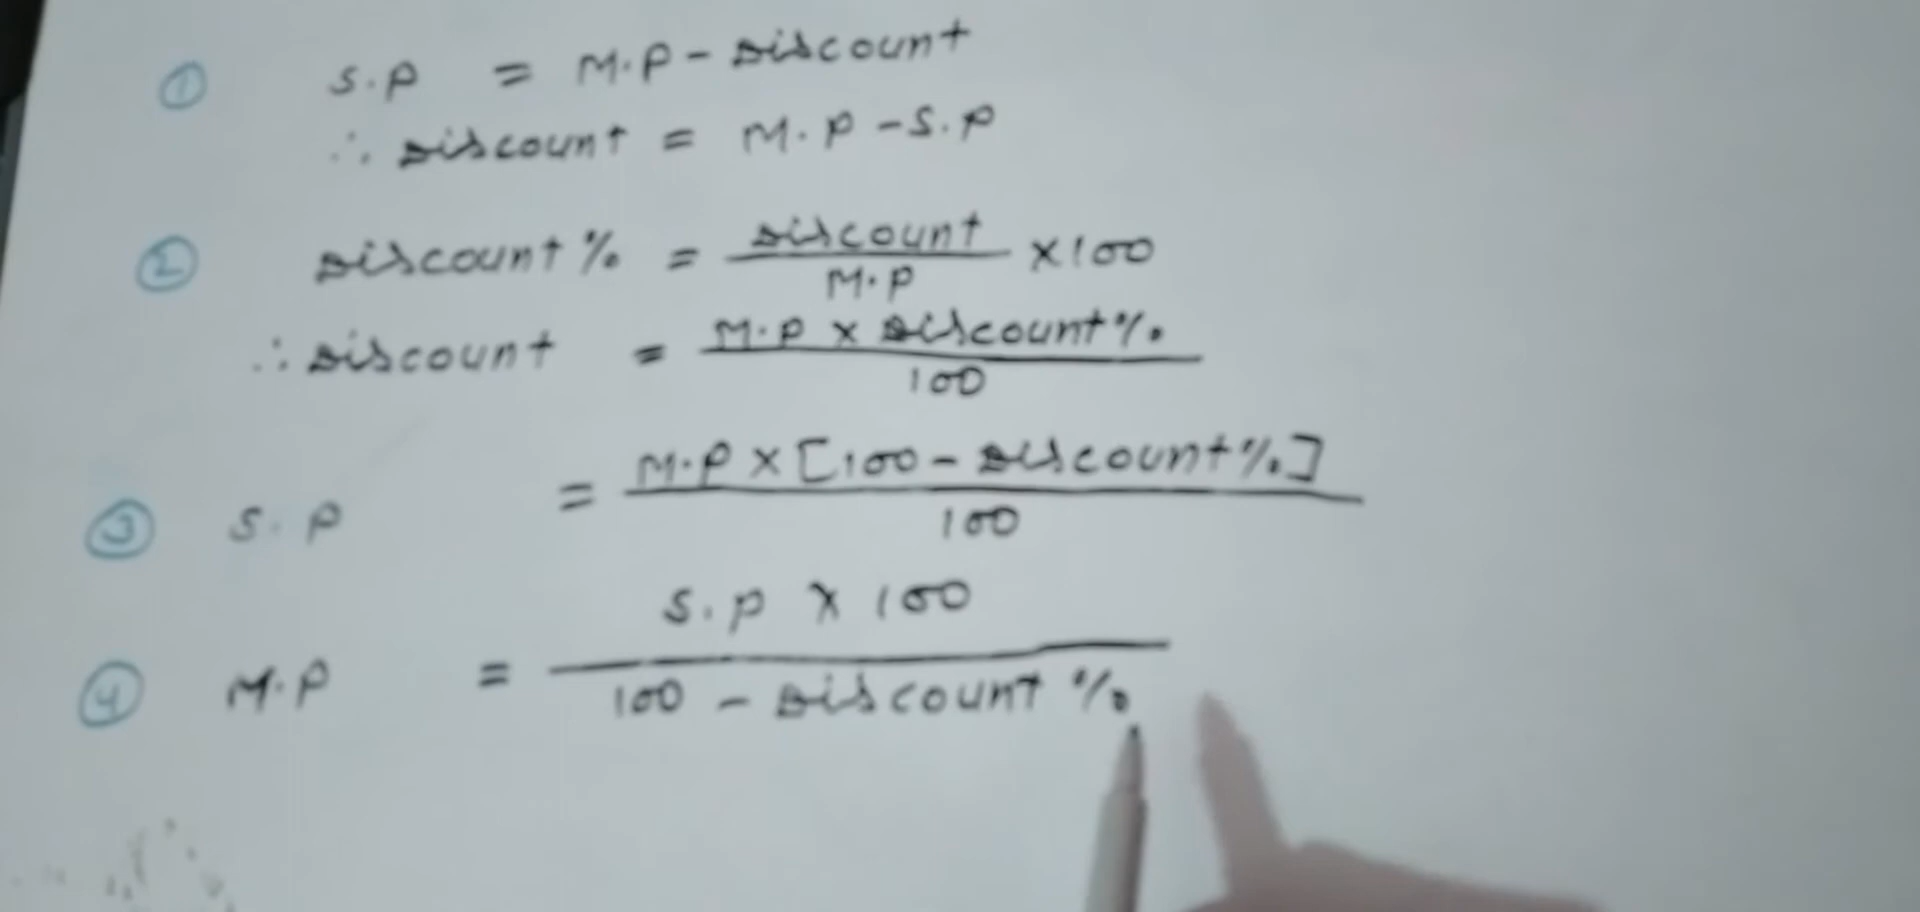 ① S.P = M.P - Discount
∴ Discount = M.P - S.P
② Discount % = Discount / M.P × 100
∴ Discount = M.P × Discount % / 100
③ S.P = M.P × [100 - Discount %] / 100
④ M.P = S.P × 100 / 100 - Discount %